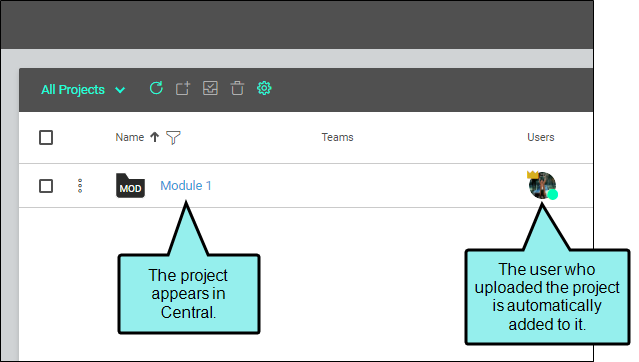 All Projects
Name Teams Users
MOD Module 1
The project
appears in
Central.
The user who
uploaded the project
is automatically
added to it.